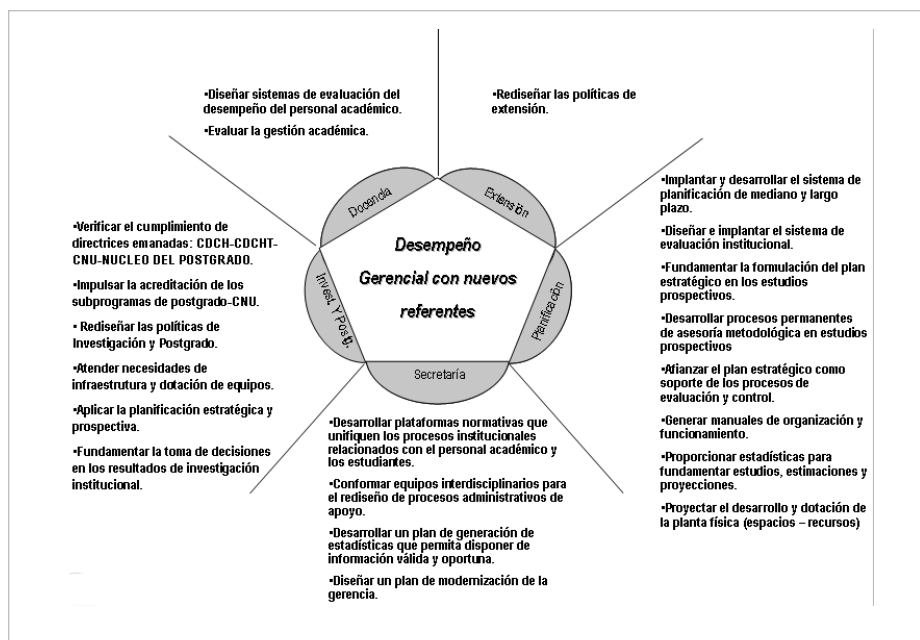 •Diseñar sistemas de evaluación del
desempeño del personal académico.
•Evaluar la gestión académica.
•Rediseñar las políticas de
extensión.
Docencia
Extensión
Desempeño
Gerencial con nuevos
referentes
Invest. Y Postg.
Planificación
Secretaría
•Verificar el cumplimiento de
directrices emanadas: CDCH-CDCHT-
CNU-NUCLEO DEL POSTGRADO.
•Impulsar la acreditación de los
subprogramas de postgrado-CNU.
• Rediseñar las políticas de
Investigación y Postgrado.
•Atender necesidades de
infraestrutura y dotación de equipos.
•Aplicar la planificación estratégica y
prospectiva.
•Fundamentar la toma de decisiones
en los resultados de investigación
institucional.
•Desarrollar plataformas normativas que
unifiquen los procesos institucionales
relacionados con el personal académico y
los estudiantes.
•Conformar equipos interdisciplinarios para
el rediseño de procesos administrativos de
apoyo.
•Desarrollar un plan de generación de
estadísticas que permita disponer de
información válida y oportuna.
•Diseñar un plan de modernización de la
gerencia.
•Implantar y desarrollar el sistema de
planificación de mediano y largo
plazo.
•Diseñar e implantar el sistema de
evaluación institucional.
•Fundamentar la formulación del plan
estratégico en los estudios
prospectivos.
•Desarrollar procesos permanentes
de asesoría metodológica en estudios
prospectivos
•Afianzar el plan estratégico como
soporte de los procesos de
evaluación y control.
•Generar manuales de organización y
funcionamiento.
•Proporcionar estadísticas para
fundamentar estudios, estimaciones y
proyecciones.
•Proyectar el desarrollo y dotación de
la planta física (espacios – recursos)